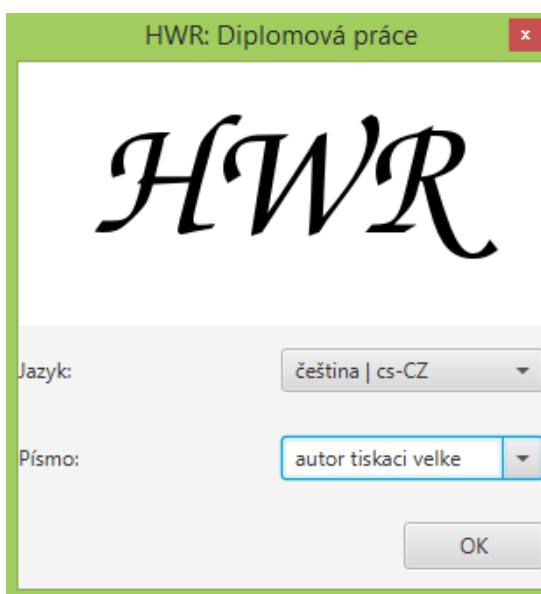 HWR: Diplomová práce x
HWR
Jazyk: čeština | cs-CZ
Písmo: autor tiskaci velke
OK